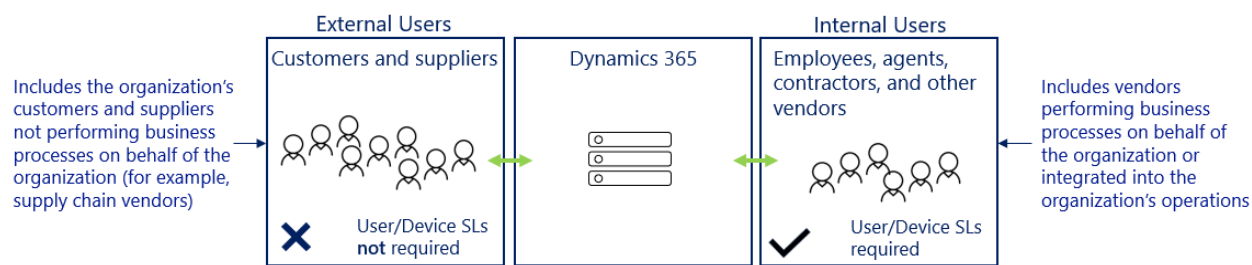 External Users
Internal Users
Customers and suppliers
Dynamics 365
Employees, agents,
contractors, and other
vendors
Includes the organization's
customers and suppliers
not performing business
processes on behalf of the
organization (for example,
supply chain vendors)
Includes vendors
performing business
processes on behalf of
the organization or
integrated into the
organization's operations
User/Device SLs
not required
User/Device SLs
required